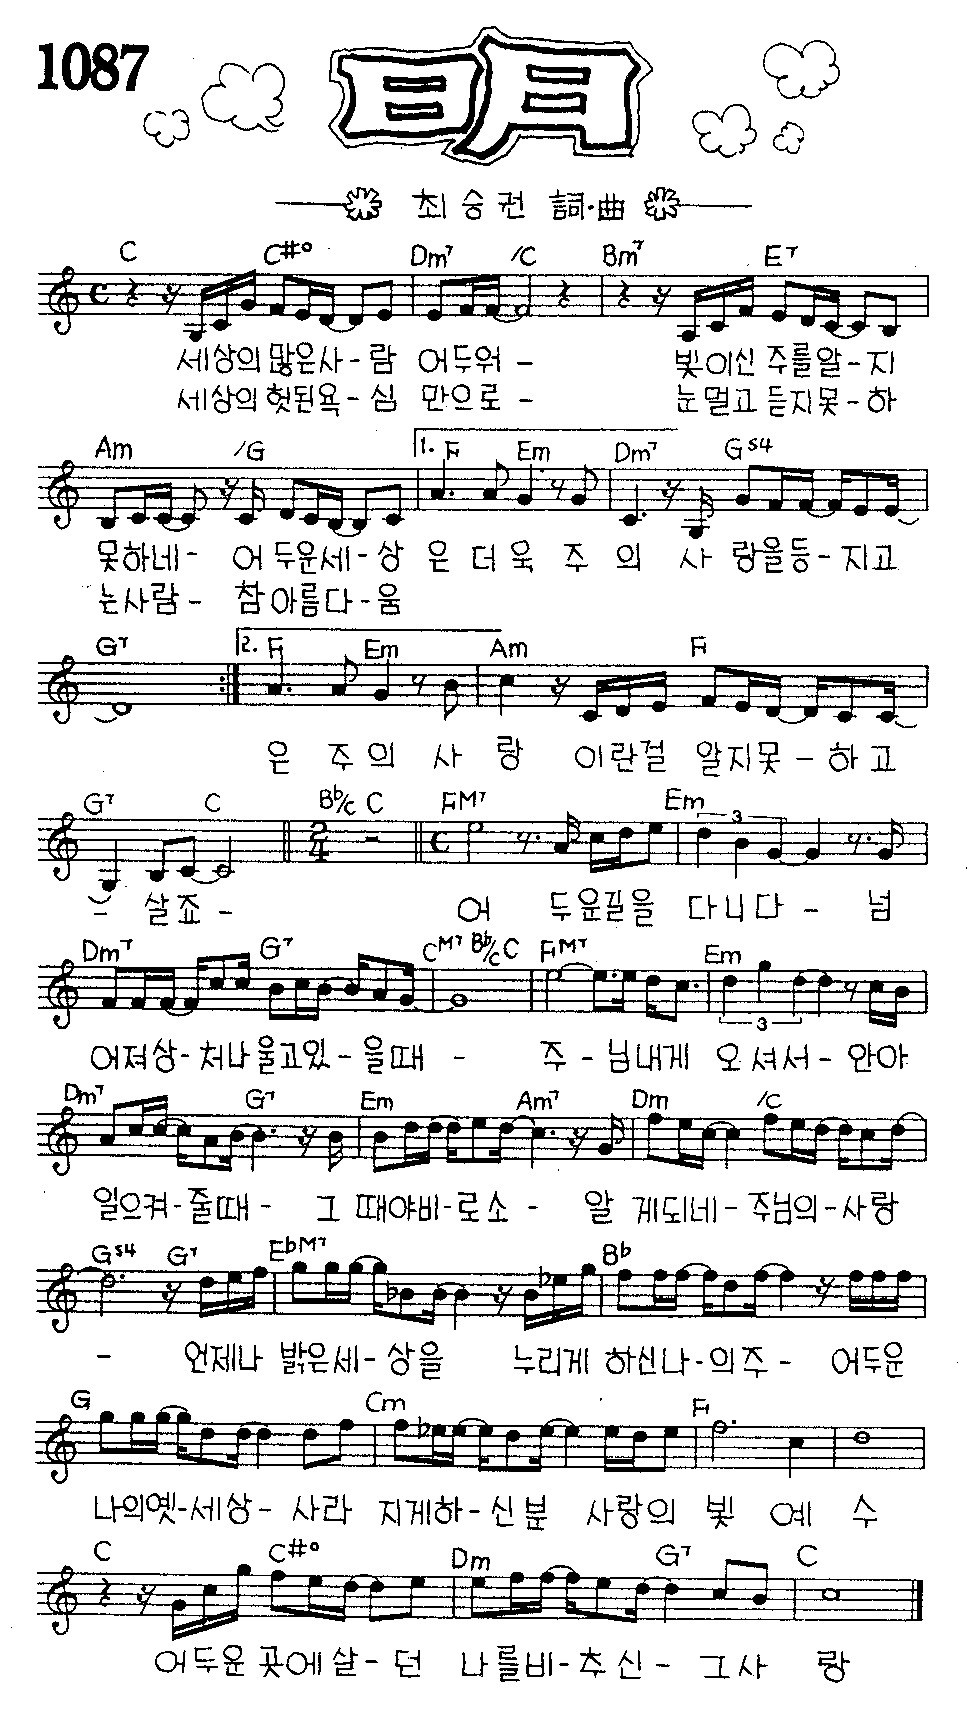 1087
明
최승권 詞·曲
C C#° Dm7 /C Bm7 E7
세상의 많은사-람 어두워- 빛이신 주를알-지
세상의 헛된욕-심 만으로- 눈멀고 듣지못-하
Am /G 1. F Em Dm7 Gs4
못하네- 어두운세-상 은 더 욱 주 의 사 랑을등-지고
는사람- 참아름다-움
G7 2. F Em Am F
은 주의 사 랑 이란걸 알지못-하고
G7 C Bb/c C FM7 Em
- 살죠- 어 두운길을 다니다- 넘
Dm7 G7 CM7 Bb/c C FM7 Em
어져상-처나울고있-을때 - 주-님내게 오셔서-안아
Dm7 G7 Em Am7 Dm /C
일으켜-줄때- 그 때야비-로소- 알 게되네-주님의-사랑
Gs4 G7 EbM7 Bb
- 언제나 밝은세-상을 누리게 하신나-의주- 어두운
G Cm F
나의옛-세상- 사라 지게하-신분 사랑의 빛 예 수
C C#° Dm G7 C
어두운 곳에살-던 나를비-추신- 그사 랑